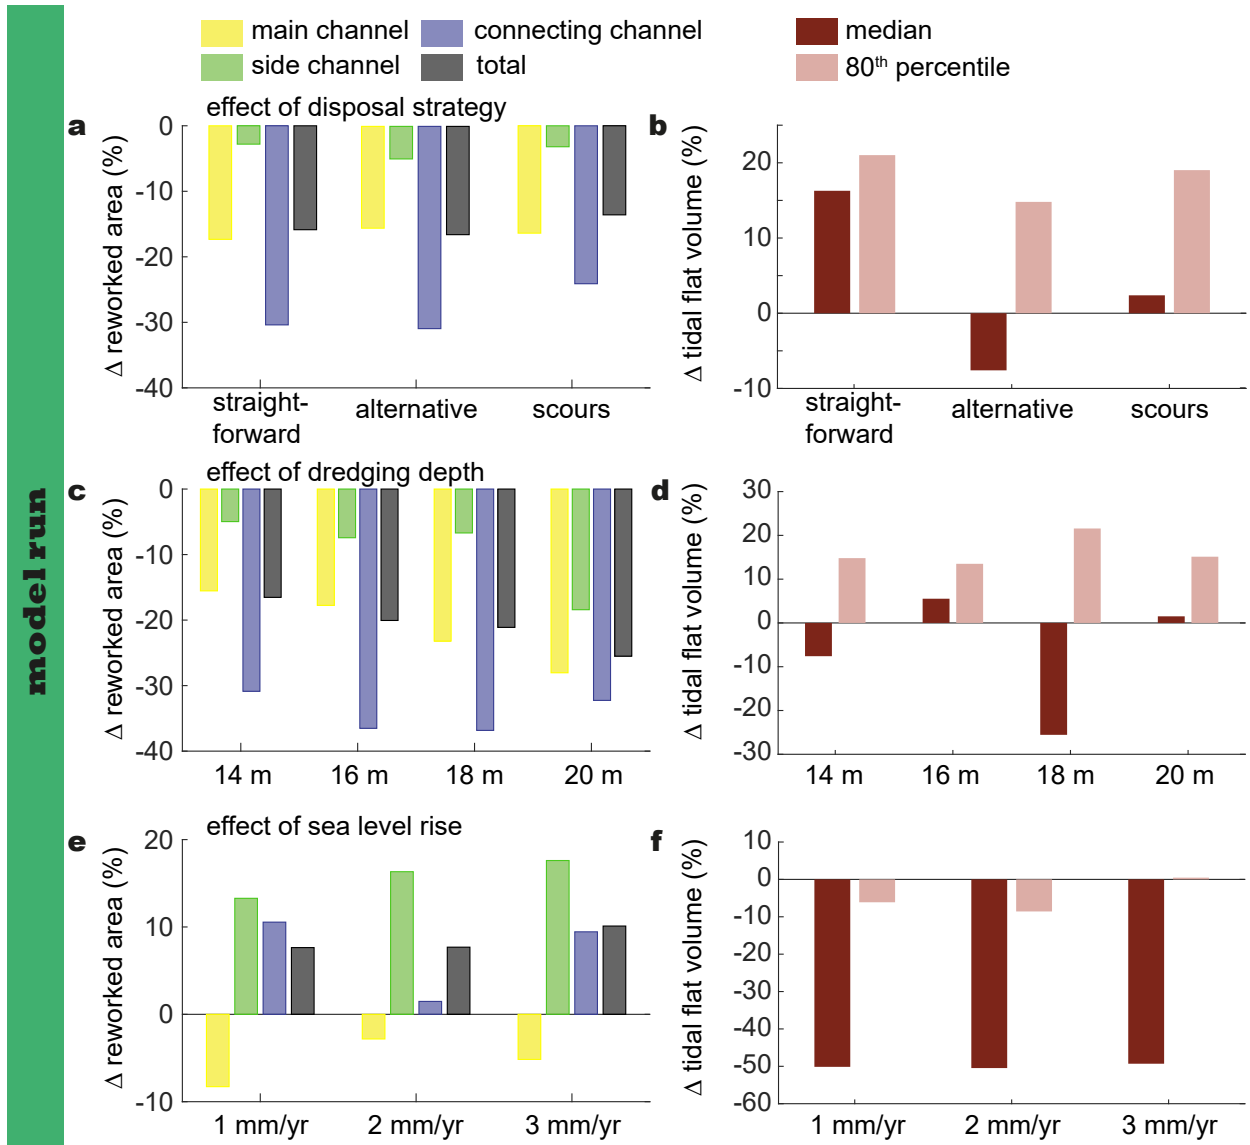 main channel
connecting channel
side channel
total
median
80th percentile
model run
a
effect of disposal strategy
Δ reworked area (%)
0
-10
-20
-30
-40
straight-
forward
alternative
scours
b
Δ tidal flat volume (%)
20
10
0
-10
straight-
forward
alternative
scours
c
effect of dredging depth
Δ reworked area (%)
0
-10
-20
-30
-40
14 m
16 m
18 m
20 m
d
Δ tidal flat volume (%)
30
20
10
0
-10
-20
-30
14 m
16 m
18 m
20 m
e
effect of sea level rise
Δ reworked area (%)
20
10
0
-10
1 mm/yr
2 mm/yr
3 mm/yr
f
Δ tidal flat volume (%)
10
0
-10
-20
-30
-40
-50
-60
1 mm/yr
2 mm/yr
3 mm/yr